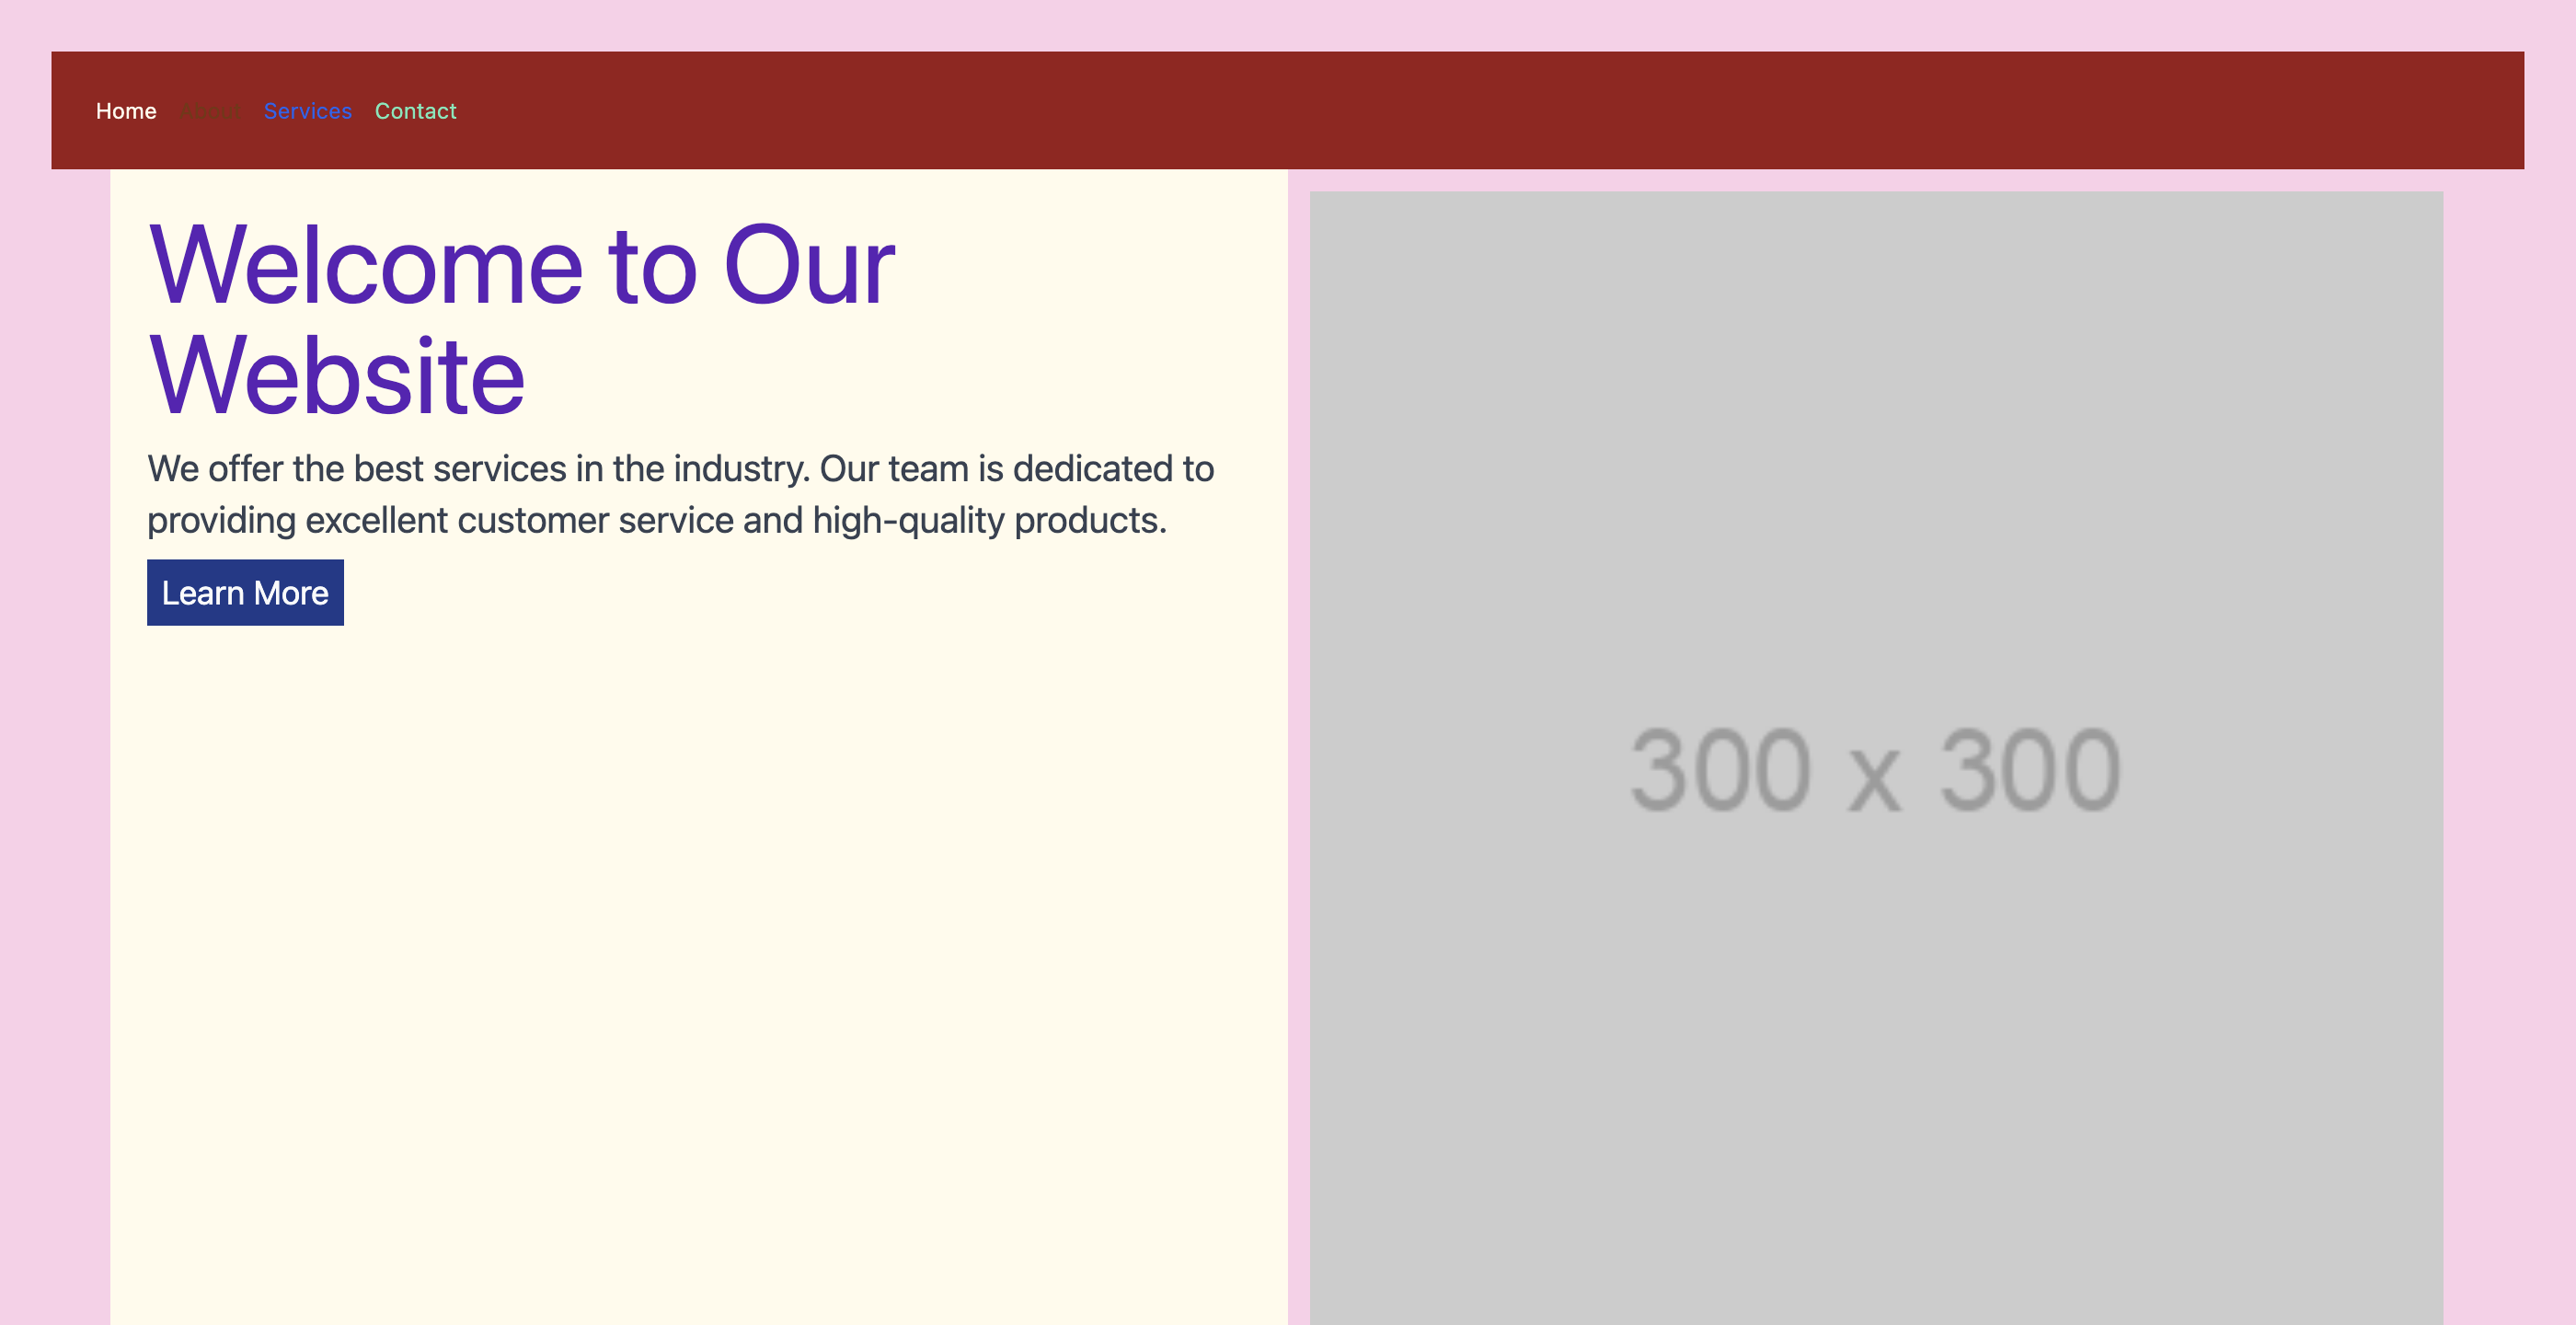 Home About Services Contact
Welcome to Our
Website
We offer the best services in the industry. Our team is dedicated to
providing excellent customer service and high-quality products.
Learn More
300 x 300